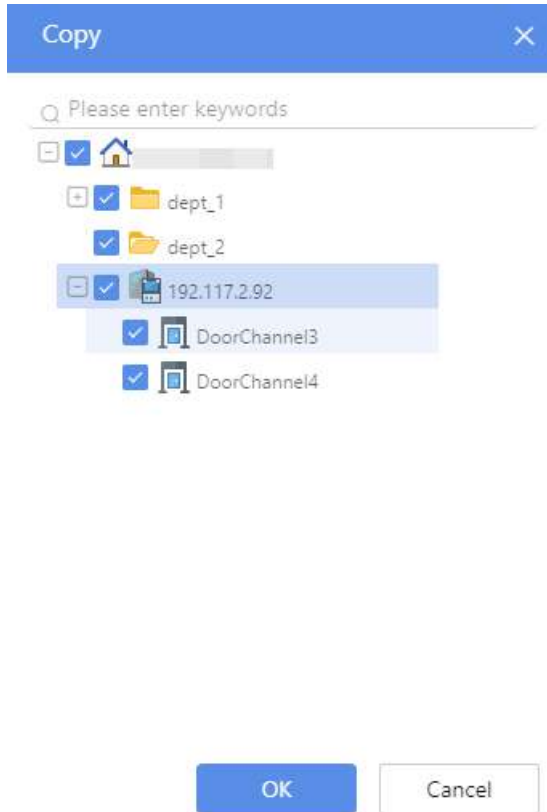 Copy
Please enter keywords
dept_1
dept_2
192.117.2.92
DoorChannel3
DoorChannel4
OK
Cancel